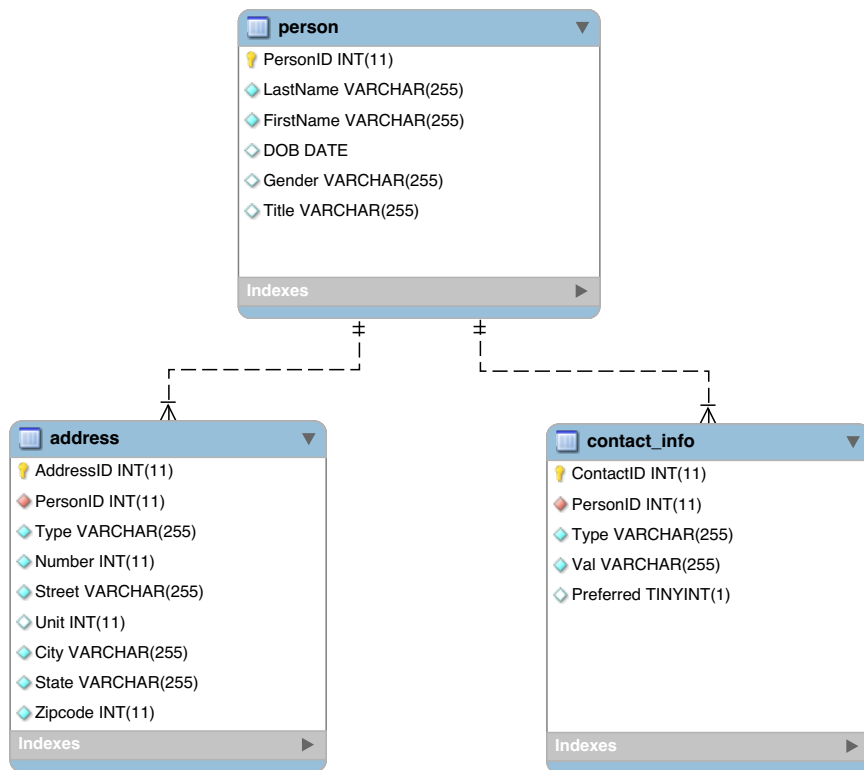 person
PersonID INT(11)
LastName VARCHAR(255)
FirstName VARCHAR(255)
DOB DATE
Gender VARCHAR(255)
Title VARCHAR(255)
Indexes
address
AddressID INT(11)
PersonID INT(11)
Type VARCHAR(255)
Number INT(11)
Street VARCHAR(255)
Unit INT(11)
City VARCHAR(255)
State VARCHAR(255)
Zipcode INT(11)
Indexes
contact_info
ContactID INT(11)
PersonID INT(11)
Type VARCHAR(255)
Val VARCHAR(255)
Preferred TINYINT(1)
Indexes